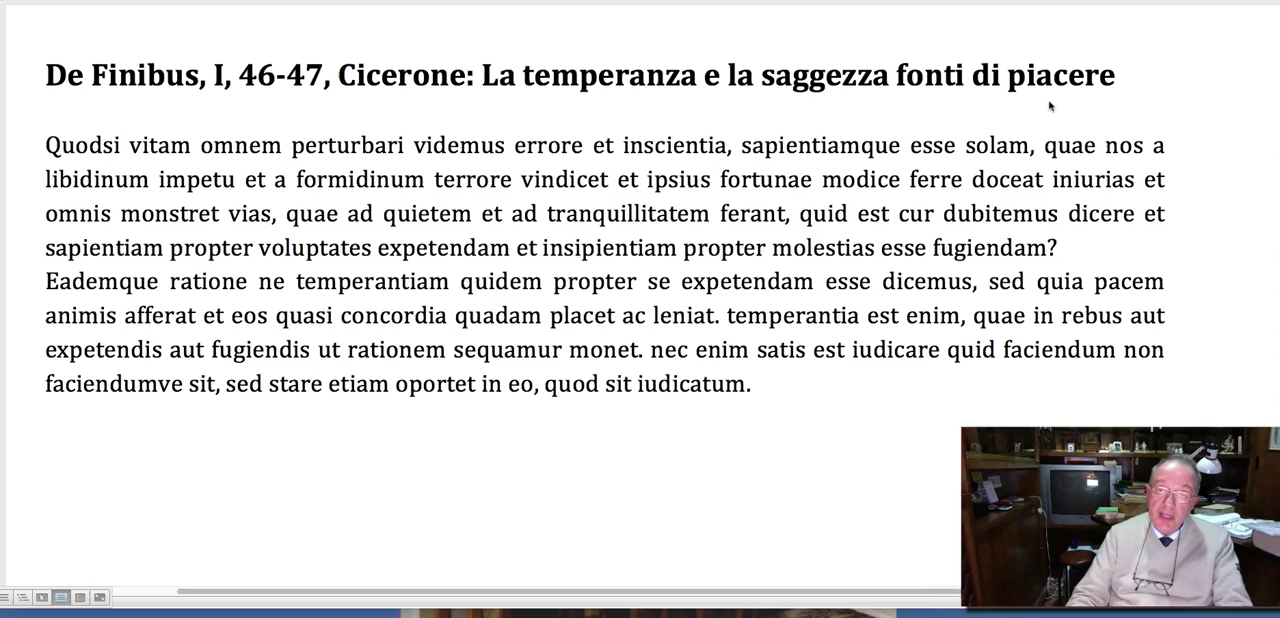 De Finibus, I, 46-47, Cicerone: La temperanza e la saggezza fonti di piacere
Quodsi vitam omnem perturbari videmus errore et inscientia, sapientiamque esse solam, quae nos a
libidinum impetu et a formidinum terrore vindicet et ipsius fortunae modice ferre doceat iniurias et
omnis monstret vias, quae ad quietem et ad tranquillitatem ferant, quid est cur dubitemus dicere et
sapientiam propter voluptates expetendam et insipientiam propter molestias esse fugiendam?
Eademque ratione ne temperantiam quidem propter se expetendam esse dicemus, sed quia pacem
animis afferat et eos quasi concordia quadam placet ac leniat. temperantia est enim, quae in rebus aut
expetendis aut fugiendis ut rationem sequamur monet. nec enim satis est iudicare quid faciendum non
faciendumve sit, sed stare etiam oportet in eo, quod sit iudicatum.